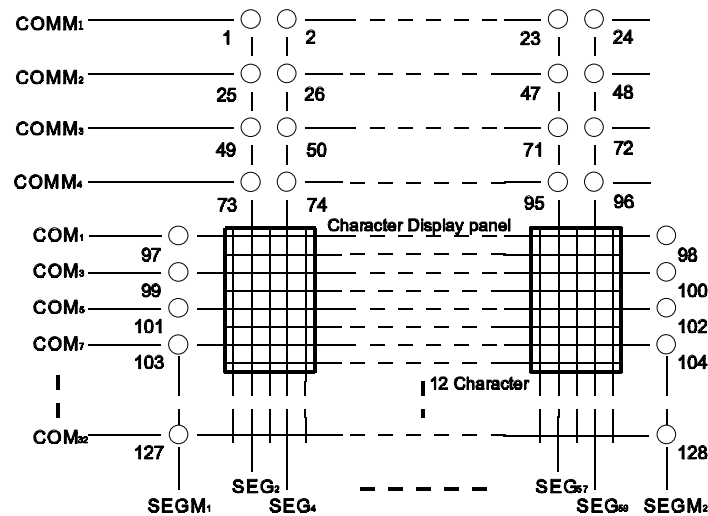 COMM1
1 2 23 24
COMM2
25 26 47 48
COMM3
49 50 71 72
COMM4
73 74 95 96
Character Display panel
COM1
97 98
COM3
99 100
COM5
101 102
COM7
103 104
12 Character
COM32
127 128
SEG2 SEG57
SEGM1 SEG4 SEG59 SEGM2